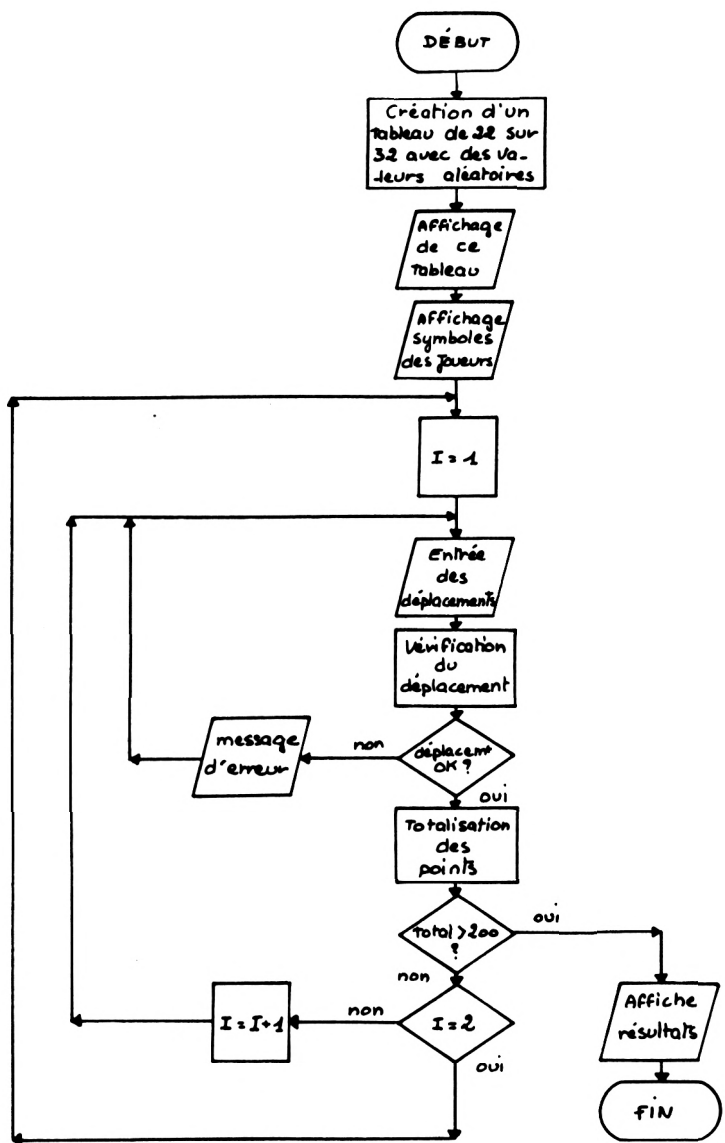 DÉBUT
Création d'un
tableau de 22 sur
32 avec des va-
leurs aléatoires
Affichage
de ce
tableau
Affichage
symboles
des joueurs
I = 1
Entrée
des
déplacements
Vérification
du
déplacement
déplacemt
OK ?
non
message
d'erreur
oui
Totalisation
des
points
total > 200
?
oui
non
Affiche
résultats
FIN
I = 2
non
I = I + 1
oui